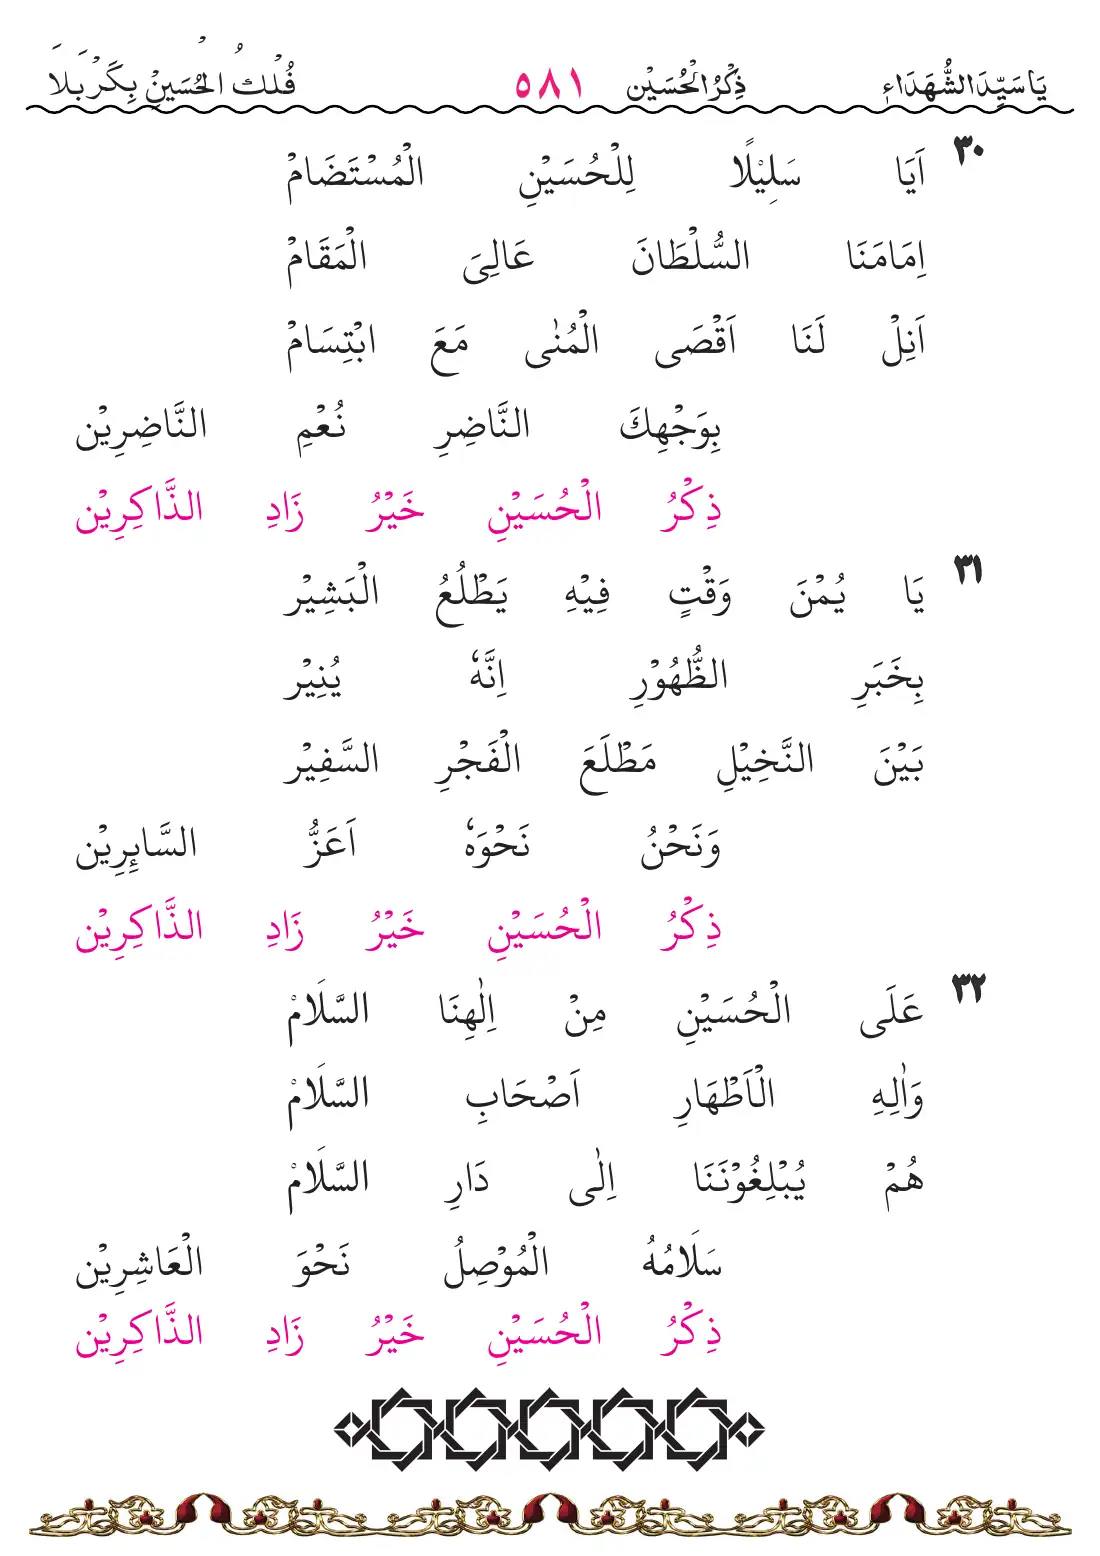 يَا سَيِّدَ الشُّهَدَاءِ ذِكْرُ الْحُسَيْن ٥٨١ فُلْكُ الْحُسَيْنِ بِكَرْبَلَا
٣٠ اَيَا سَلِيْلًا لِلْحُسَيْنِ الْمُسْتَضَامْ
اِمَامَنَا السُّلْطَانَ عَالِىَ الْمَقَامْ
اَنِلْ لَنَا اَقْصَى الْمُنٰى مَعَ ابْتِسَامْ
بِوَجْهِكَ النَّاضِرِ نُعْمِ النَّاضِرِيْن
ذِكْرُ الْحُسَيْنِ خَيْرُ زَادِ الذَّاكِرِيْن
٣١ يَا يُمْنَ وَقْتٍ فِيْهِ يَطْلُعُ الْبَشِيْر
بِخَبَرِ الظُّهُوْرِ اِنَّهٗ يُنِيْر
بَيْنَ النَّخِيْلِ مَطْلَعَ الْفَجْرِ السَّفِيْر
وَنَحْنُ نَحْوَهٗ اَعَزُّ السَّائِرِيْن
ذِكْرُ الْحُسَيْنِ خَيْرُ زَادِ الذَّاكِرِيْن
٣٢ عَلَى الْحُسَيْنِ مِنْ اِلٰهِنَا السَّلَامْ
وَاٰلِهِ الْاَطْهَارِ اَصْحَابِ السَّلَامْ
هُمْ يُبْلِغُوْنَنَا اِلٰى دَارِ السَّلَامْ
سَلَامُهُ الْمُوْصِلُ نَحْوَ الْعَاشِرِيْن
ذِكْرُ الْحُسَيْنِ خَيْرُ زَادِ الذَّاكِرِيْن